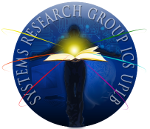 SYSTEMS RESEARCH GROUP ICS UPLB